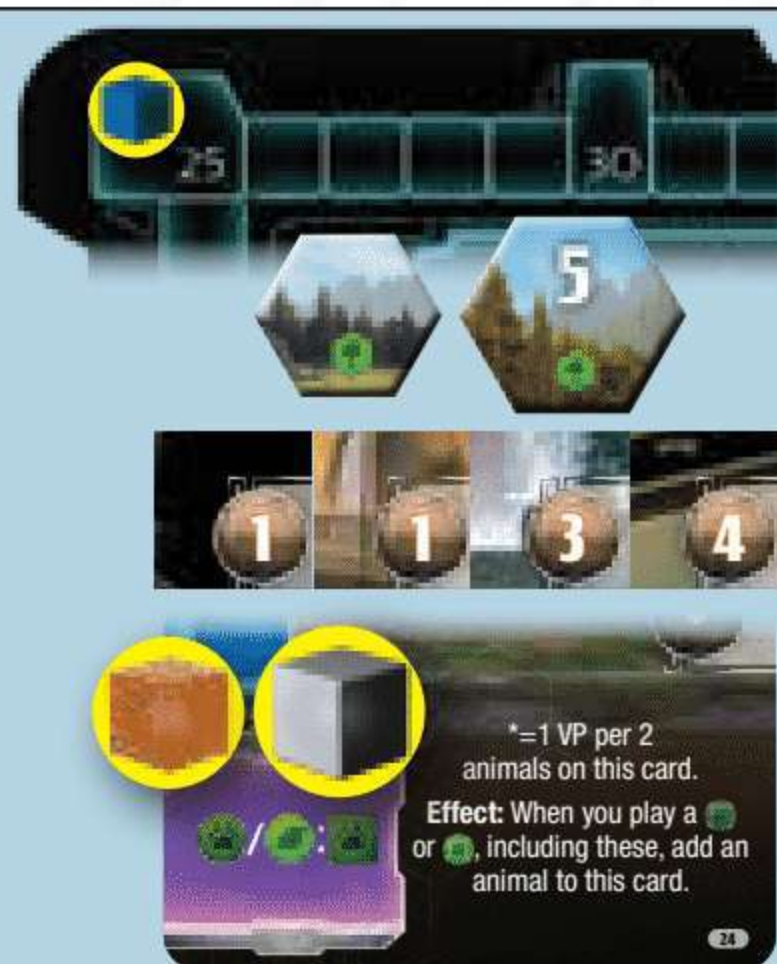 25
30
5
1 1 3 4
*=1 VP per 2
animals on this card.
Effect: When you play a
or , including these, add an
animal to this card.
/ :
24